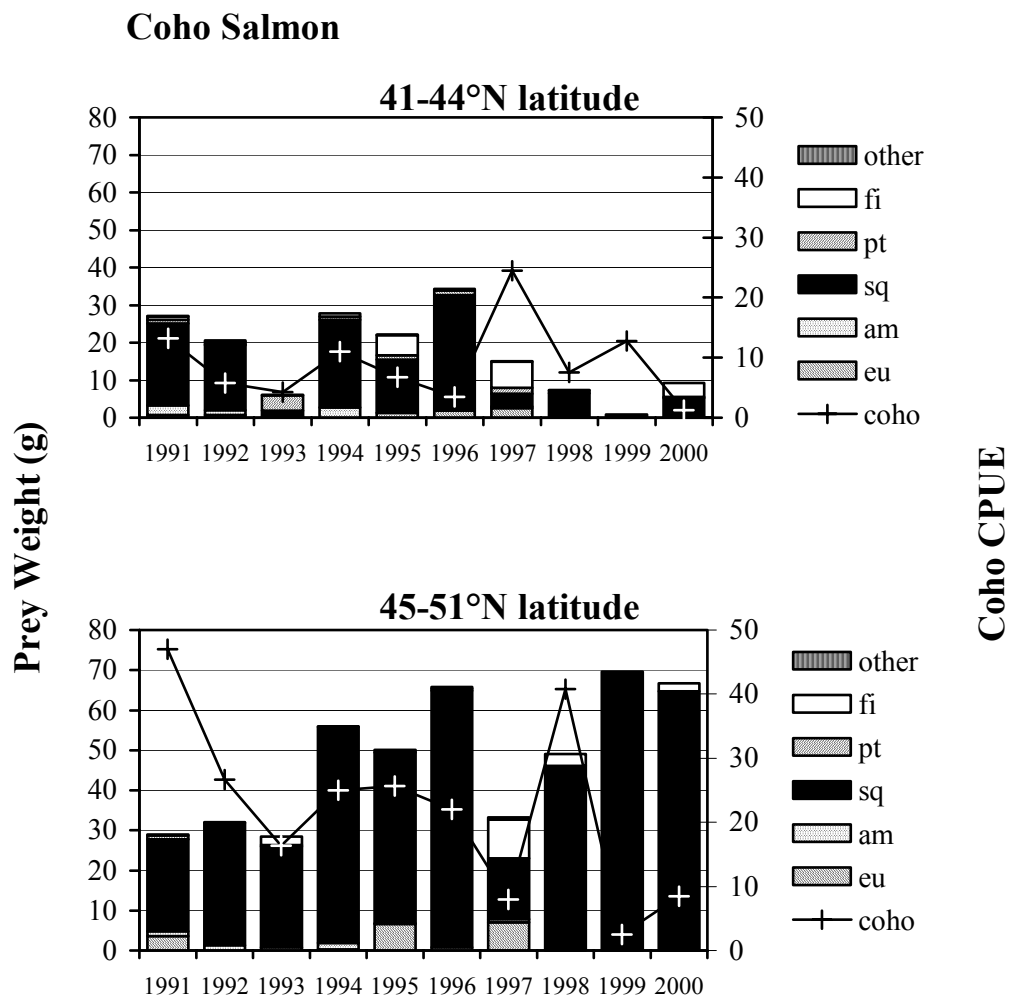 Coho Salmon
41-44°N latitude
80
70
60
50
40
30
20
10
0
50
40
30
20
10
0
1991 1992 1993 1994 1995 1996 1997 1998 1999 2000
other
fi
pt
sq
am
eu
coho
Prey Weight (g)
Coho CPUE
45-51°N latitude
80
70
60
50
40
30
20
10
0
50
40
30
20
10
0
1991 1992 1993 1994 1995 1996 1997 1998 1999 2000
other
fi
pt
sq
am
eu
coho